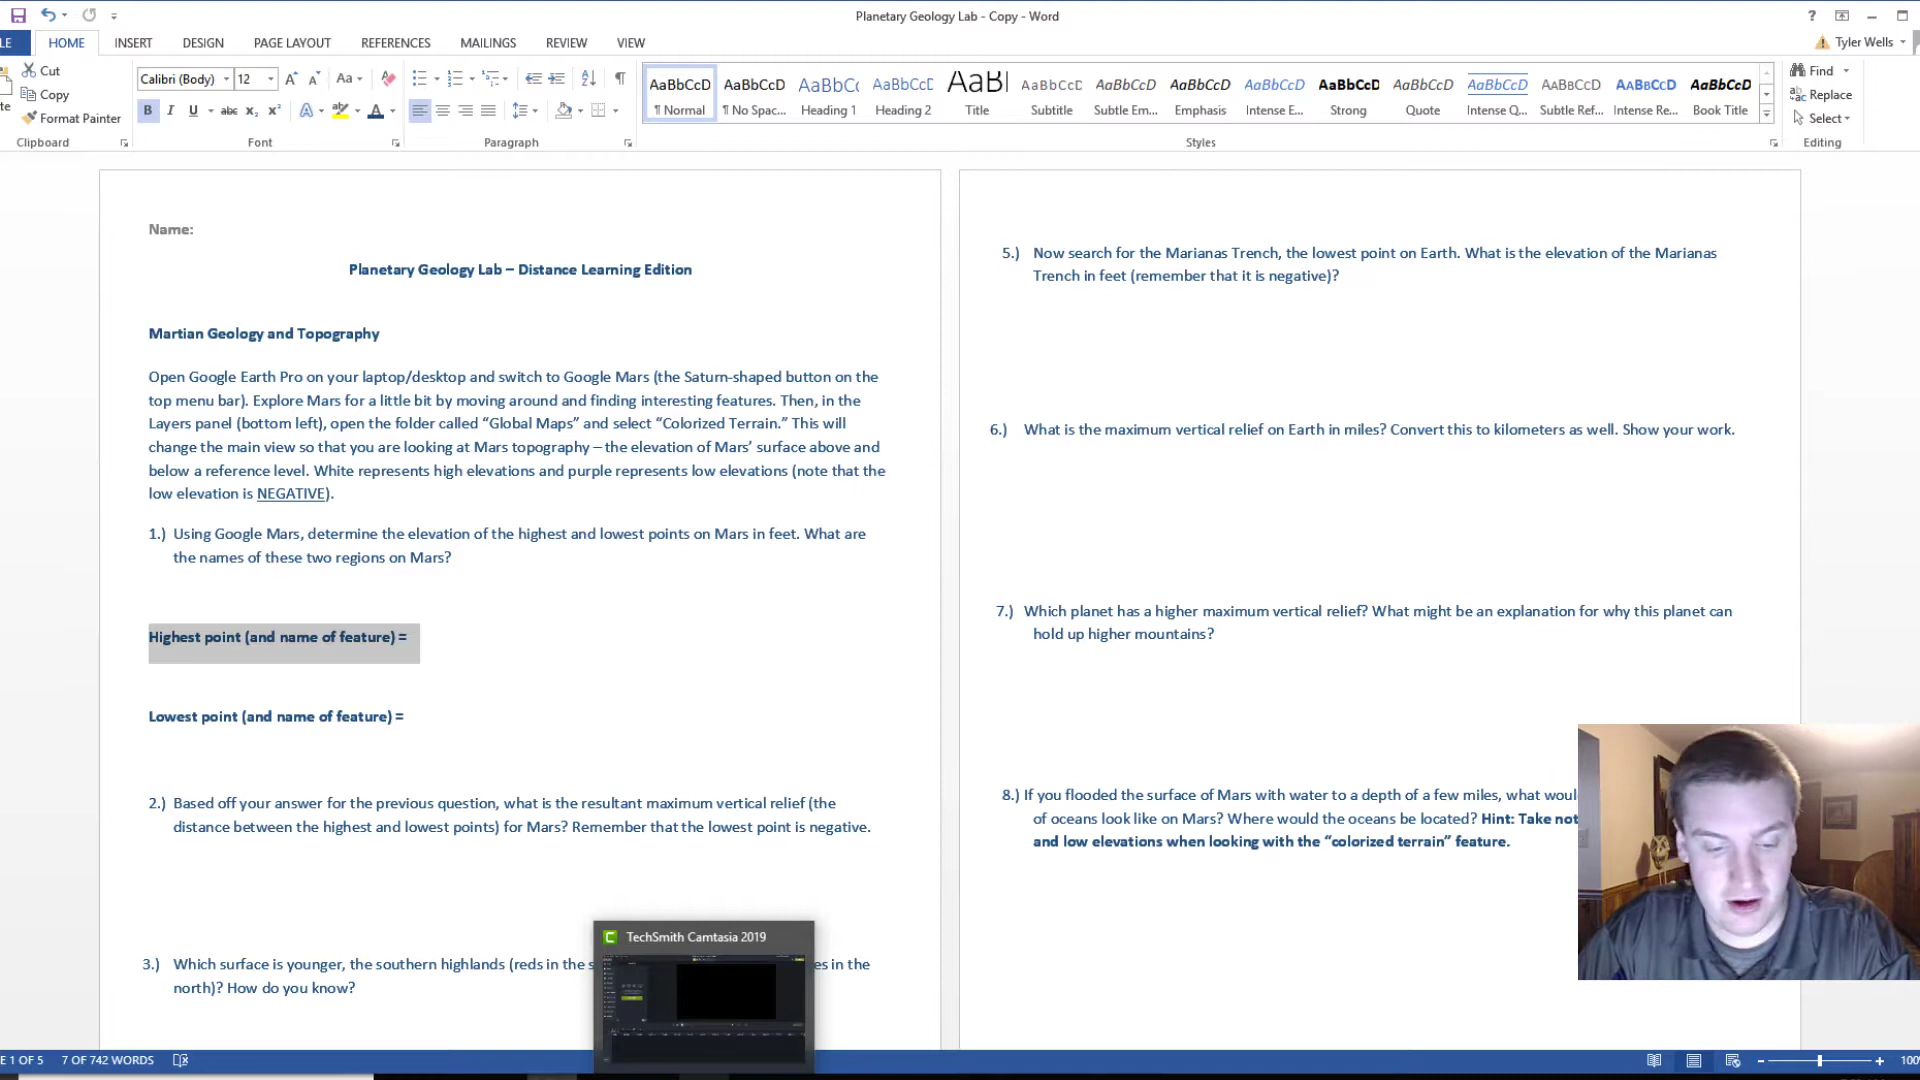 Planetary Geology Lab - Copy - Word
?
LE HOME INSERT DESIGN PAGE LAYOUT REFERENCES MAILINGS REVIEW VIEW
Tyler Wells
Cut
Copy
Format Painter
Clipboard
Calibri (Body) 12
Aa
B I U abc X₂ X² A A
Font
Paragraph
AaBbCcD ¶ Normal
AaBbCcD ¶ No Spac...
AaBbCc Heading 1
AaBbCcD Heading 2
AaBl Title
AaBbCcD Subtitle
AaBbCcD Subtle Em...
AaBbCcD Emphasis
AaBbCcD Intense E...
AaBbCcD Strong
AaBbCcD Quote
AaBbCcD Intense Q...
AaBbCcD Subtle Ref...
AaBbCcD Intense Re...
AaBbCcD Book Title
Styles
Find
Replace
Select
Editing
Name:
Planetary Geology Lab – Distance Learning Edition
Martian Geology and Topography
Open Google Earth Pro on your laptop/desktop and switch to Google Mars (the Saturn-shaped button on the
top menu bar). Explore Mars for a little bit by moving around and finding interesting features. Then, in the
Layers panel (bottom left), open the folder called “Global Maps” and select “Colorized Terrain.” This will
change the main view so that you are looking at Mars topography – the elevation of Mars’ surface above and
below a reference level. White represents high elevations and purple represents low elevations (note that the
low elevation is NEGATIVE).
1.) Using Google Mars, determine the elevation of the highest and lowest points on Mars in feet. What are
the names of these two regions on Mars?
Highest point (and name of feature) =
Lowest point (and name of feature) =
2.) Based off your answer for the previous question, what is the resultant maximum vertical relief (the
distance between the highest and lowest points) for Mars? Remember that the lowest point is negative.
3.) Which surface is younger, the southern highlands (reds in the s es in the
north)? How do you know?
TechSmith Camtasia 2019
5.) Now search for the Marianas Trench, the lowest point on Earth. What is the elevation of the Marianas
Trench in feet (remember that it is negative)?
6.) What is the maximum vertical relief on Earth in miles? Convert this to kilometers as well. Show your work.
7.) Which planet has a higher maximum vertical relief? What might be an explanation for why this planet can
hold up higher mountains?
8.) If you flooded the surface of Mars with water to a depth of a few miles, what woul
of oceans look like on Mars? Where would the oceans be located? Hint: Take not
and low elevations when looking with the “colorized terrain” feature.
E 1 OF 5 7 OF 742 WORDS
100